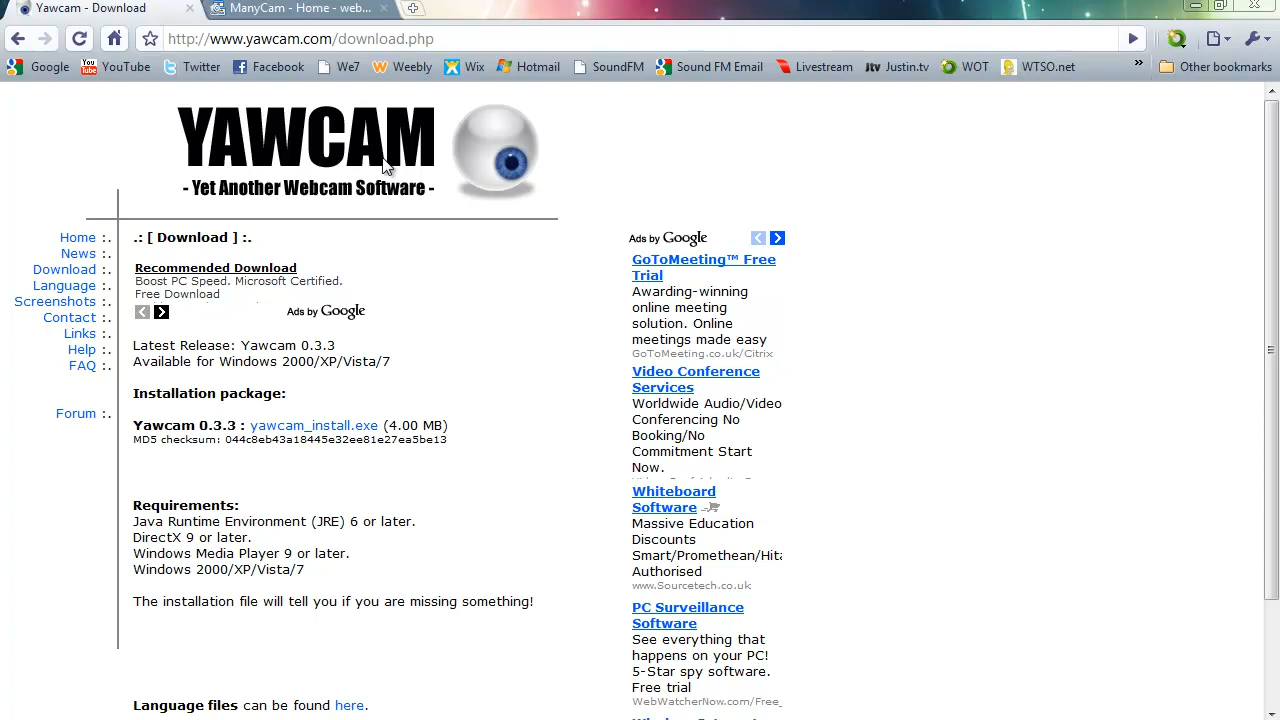 Yawcam - Download
ManyCam - Home - web...
http://www.yawcam.com/download.php
Google
YouTube
Twitter
Facebook
We7
Weebly
Wix
Hotmail
SoundFM
Sound FM Email
Livestream
Justin.tv
WOT
WTSO.net
»
Other bookmarks
YAWCAM
- Yet Another Webcam Software -
Home :.
News :.
Download :.
Language :.
Screenshots :.
Contact :.
Links :.
Help :.
FAQ :.
Forum :.
.: [ Download ] :.
Recommended Download
Boost PC Speed. Microsoft Certified.
Free Download
Ads by Google
Latest Release: Yawcam 0.3.3
Available for Windows 2000/XP/Vista/7
Installation package:
Yawcam 0.3.3 : yawcam_install.exe (4.00 MB)
MD5 checksum: 044c8eb43a18445e32ee81e27ea5be13
Requirements:
Java Runtime Environment (JRE) 6 or later.
DirectX 9 or later.
Windows Media Player 9 or later.
Windows 2000/XP/Vista/7
The installation file will tell you if you are missing something!
Language files can be found here.
Ads by Google
GoToMeeting™ Free
Trial
Awarding-winning
online meeting
solution. Online
meetings made easy
GoToMeeting.co.uk/Citrix
Video Conference
Services
Worldwide Audio/Video
Conferencing No
Booking/No
Commitment Start
Now.
Whiteboard
Software
Massive Education
Discounts
Smart/Promethean/Hita
Authorised
www.Sourcetech.co.uk
PC Surveillance
Software
See everything that
happens on your PC!
5-Star spy software.
Free trial
WebWatcherNow.com/Free_